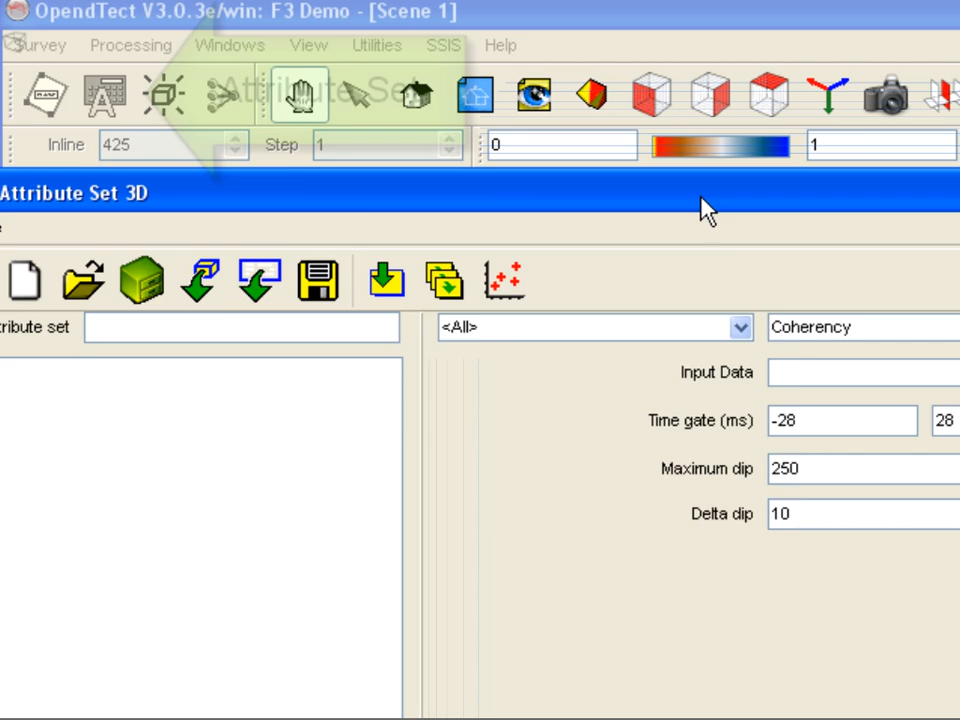 OpendTect V3.0.3e/win: F3 Demo - [Scene 1]
Survey Processing Windows View Utilities SSIS Help
Attribute Set
Inline 425 Step 1 0 1
Attribute Set 3D
<All> Coherency
Input Data
Time gate (ms) -28 28
Maximum dip 250
Delta dip 10